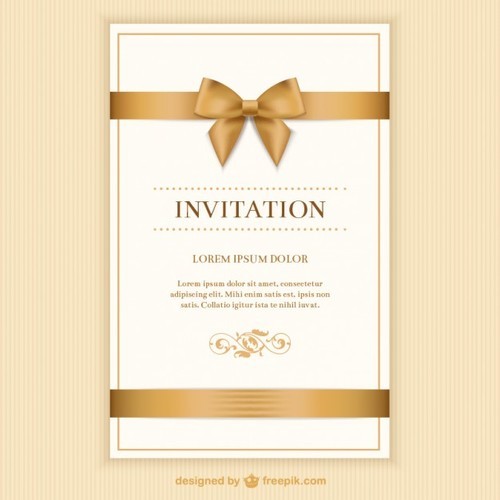 INVITATION
LOREM IPSUM DOLOR
Lorem ipsum dolor sit amet, consectetur
adipiscing elit. Mihi enim satis est, ipsis
non satis. Collatio igitur ista te nihil iuvat.
designed by freepik.com